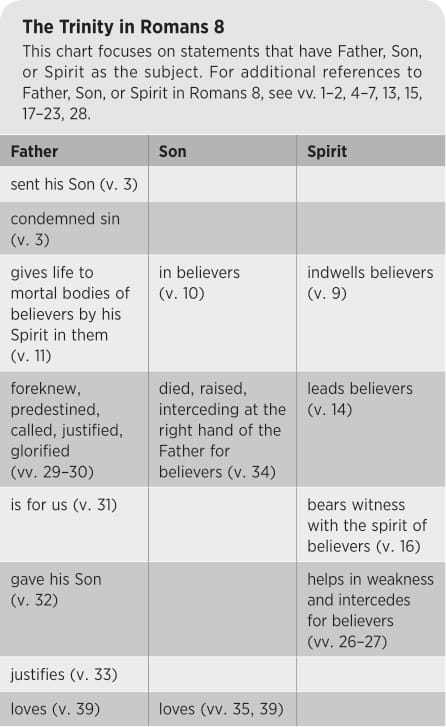 The Trinity in Romans 8
This chart focuses on statements that have Father, Son,
or Spirit as the subject. For additional references to
Father, Son, or Spirit in Romans 8, see vv. 1–2, 4–7, 13, 15,
17–23, 28.
Father Son Spirit
sent his Son (v. 3)
condemned sin
(v. 3)
gives life to
mortal bodies of
believers by his
Spirit in them
(v. 11)
in believers
(v. 10)
indwells believers
(v. 9)
foreknew,
predestined,
called, justified,
glorified
(vv. 29–30)
died, raised,
interceding at the
right hand of the
Father for
believers (v. 34)
leads believers
(v. 14)
is for us (v. 31)
bears witness
with the spirit of
believers (v. 16)
gave his Son
(v. 32)
helps in weakness
and intercedes
for believers
(vv. 26–27)
justifies (v. 33)
loves (v. 39)
loves (vv. 35, 39)